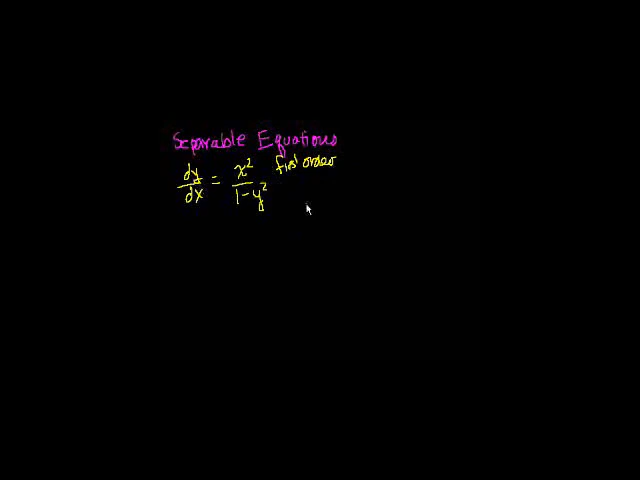 Separable Equations
dy/dx = x²/(1-y²) first order